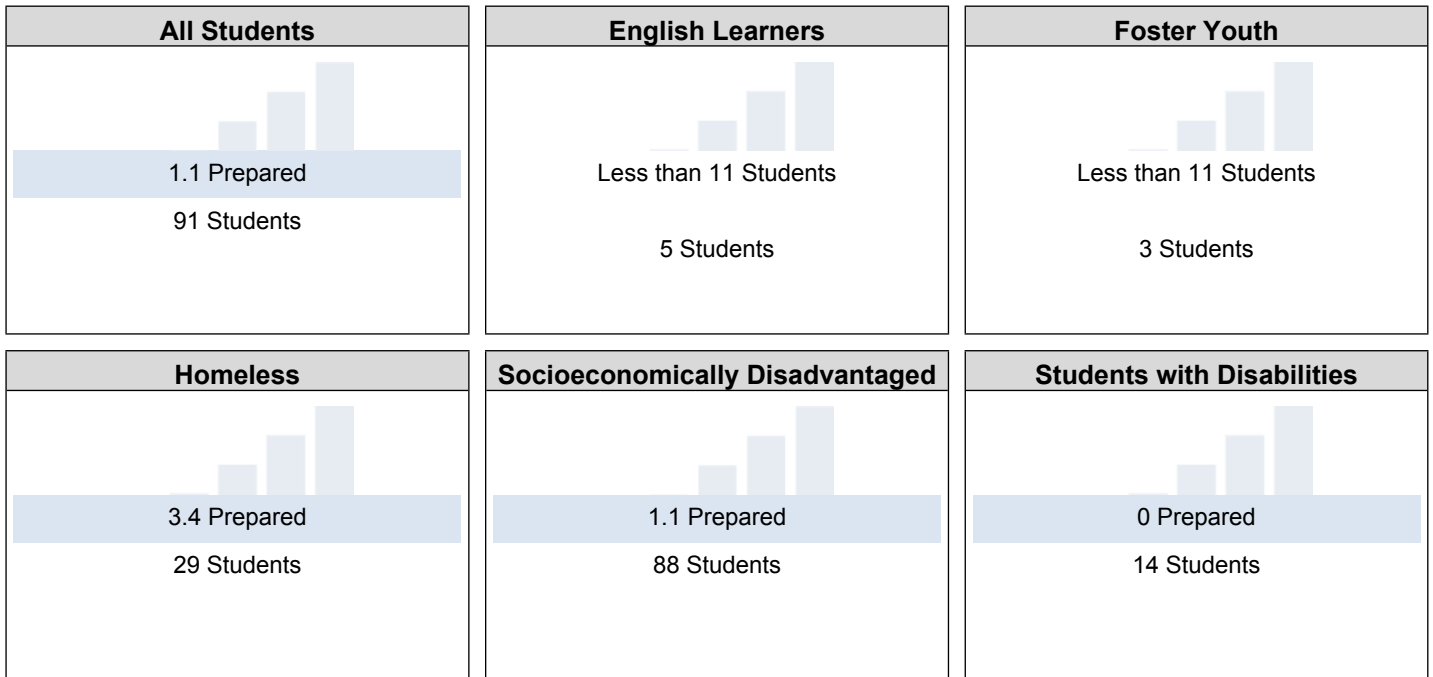 All Students
1.1 Prepared
91 Students
English Learners
Less than 11 Students
5 Students
Foster Youth
Less than 11 Students
3 Students
Homeless
3.4 Prepared
29 Students
Socioeconomically Disadvantaged
1.1 Prepared
88 Students
Students with Disabilities
0 Prepared
14 Students